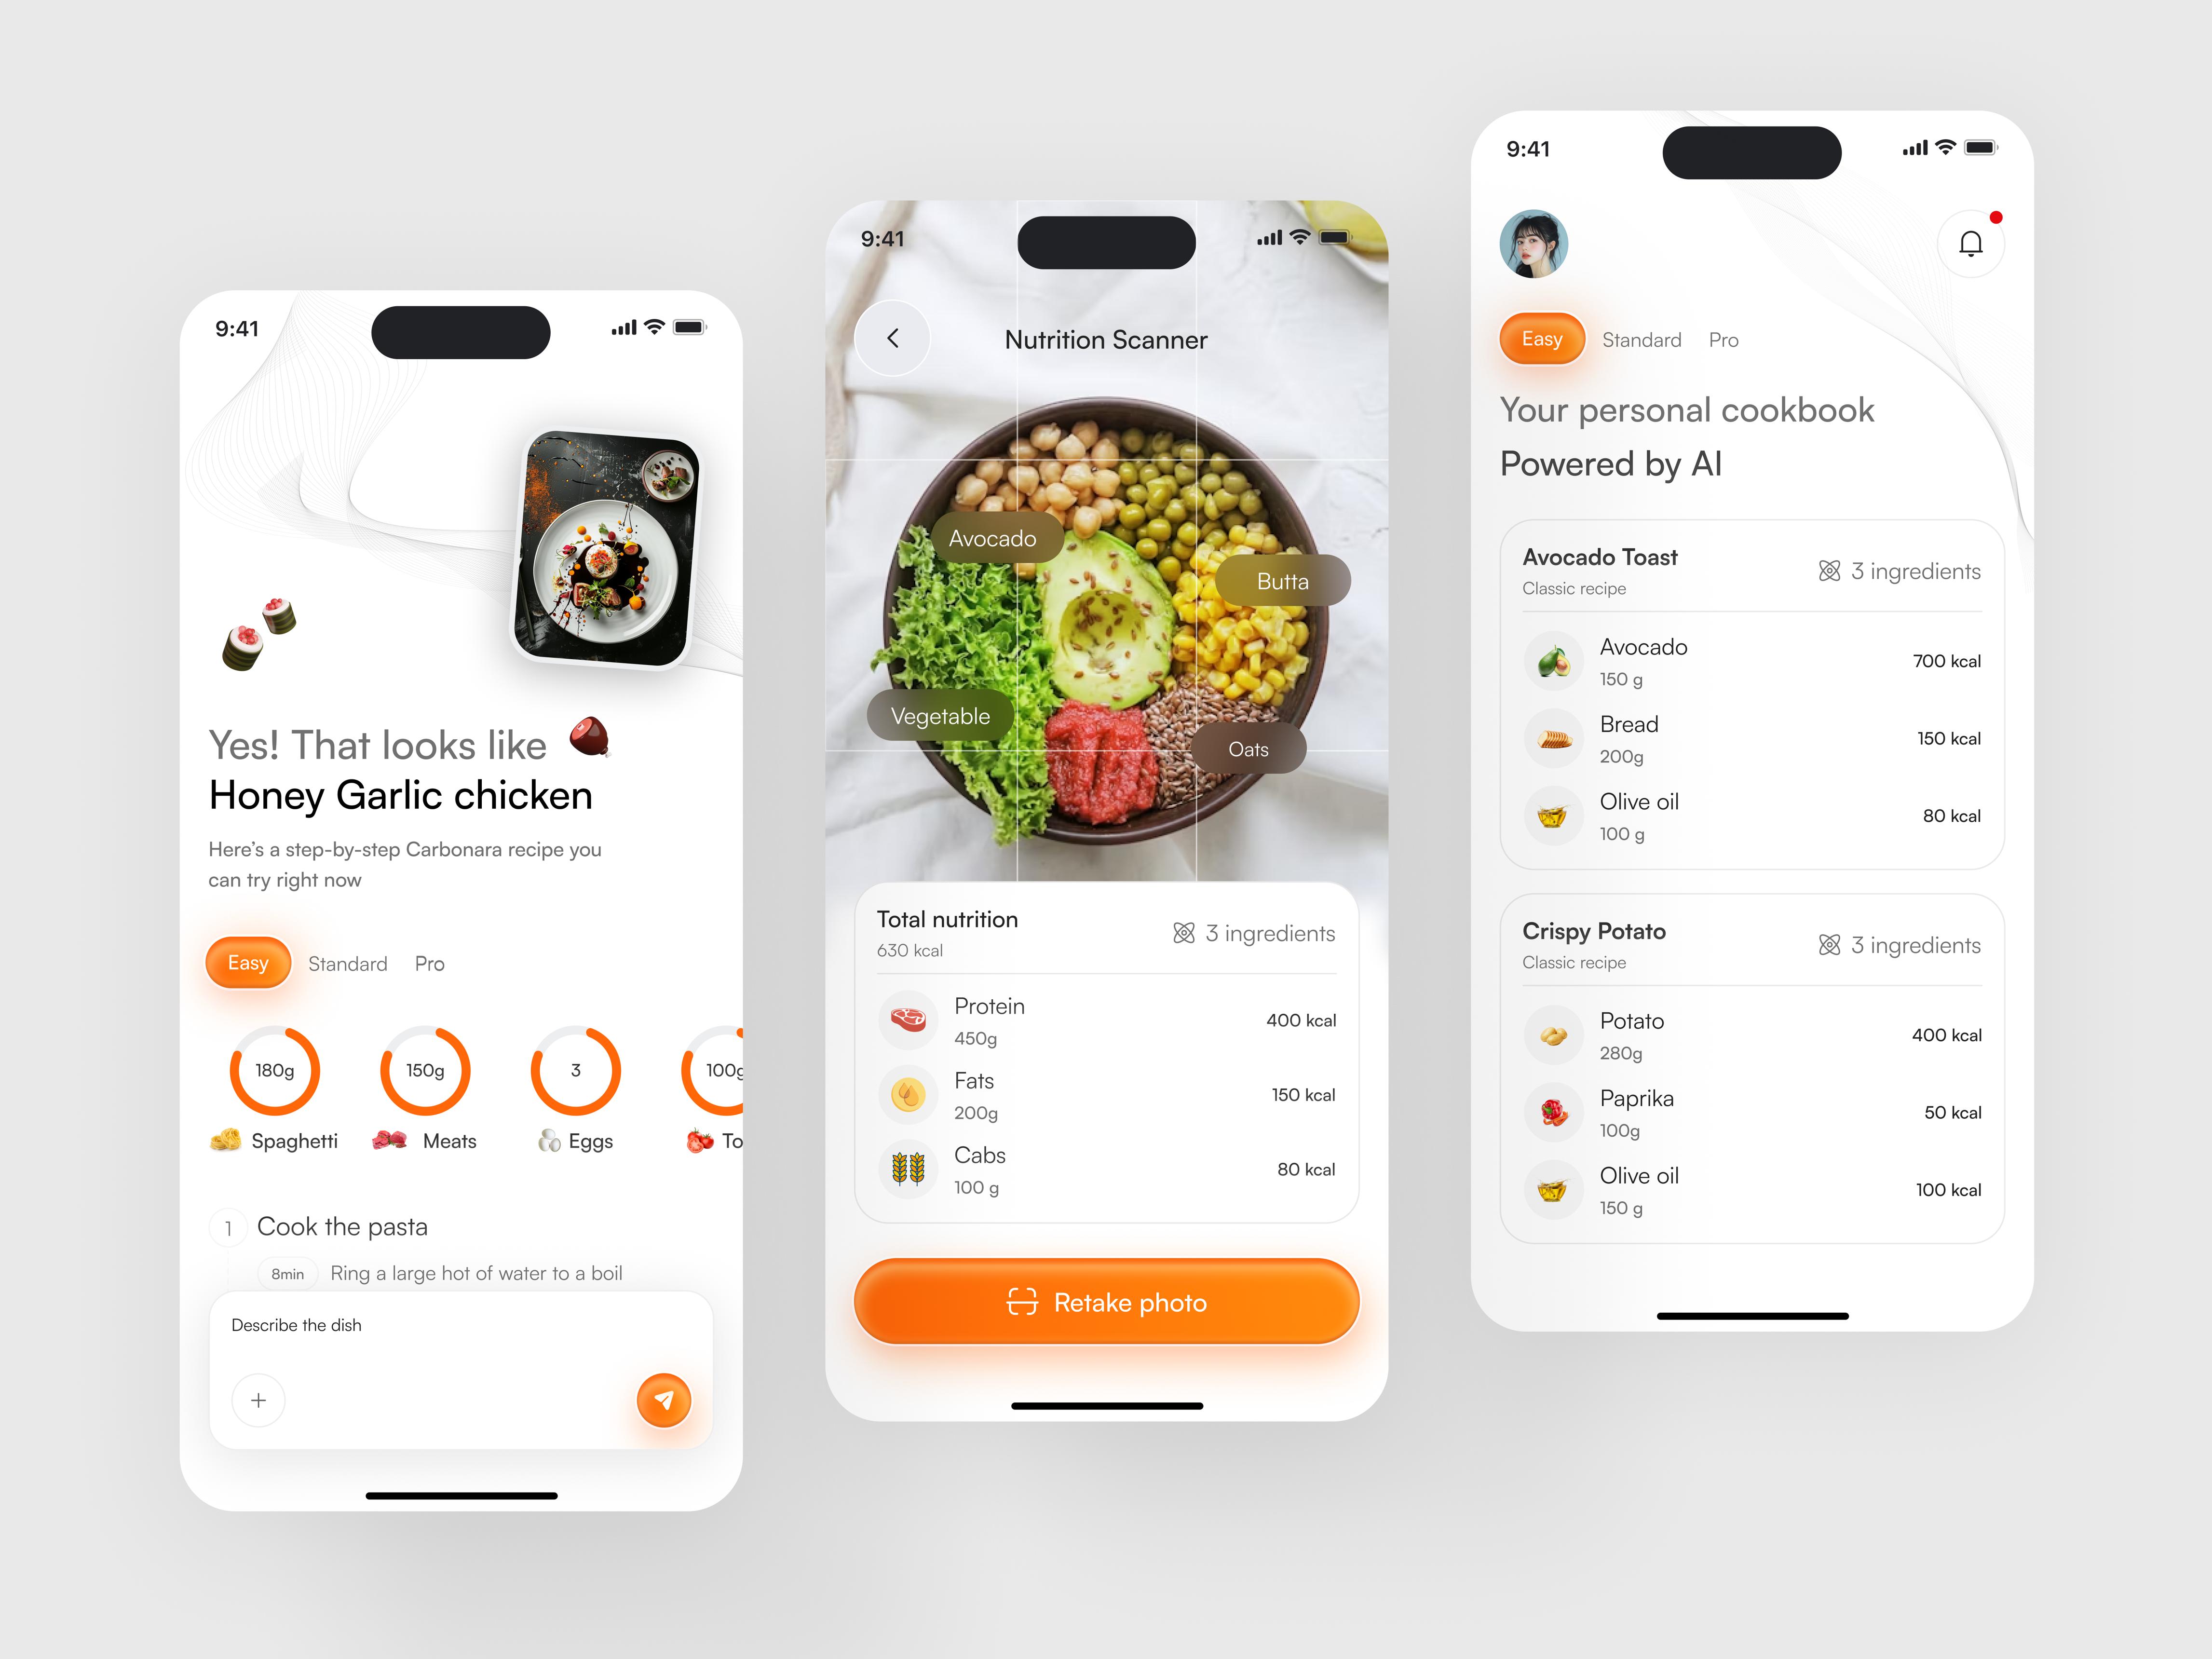 9:41
Yes! That looks like
Honey Garlic chicken
Here's a step-by-step Carbonara recipe you
can try right now
Easy Standard Pro
180g 150g 3 100g
Spaghetti Meats Eggs To
1 Cook the pasta
8min Ring a large hot of water to a boil
Describe the dish
9:41
Nutrition Scanner
Avocado
Butta
Vegetable
Oats
Total nutrition
3 ingredients
630 kcal
Protein
400 kcal
450g
Fats
150 kcal
200g
Cabs
80 kcal
100 g
Retake photo
9:41
Easy Standard Pro
Your personal cookbook
Powered by AI
Avocado Toast
3 ingredients
Classic recipe
Avocado
700 kcal
150 g
Bread
150 kcal
200g
Olive oil
80 kcal
100 g
Crispy Potato
3 ingredients
Classic recipe
Potato
400 kcal
280g
Paprika
50 kcal
100g
Olive oil
100 kcal
150 g